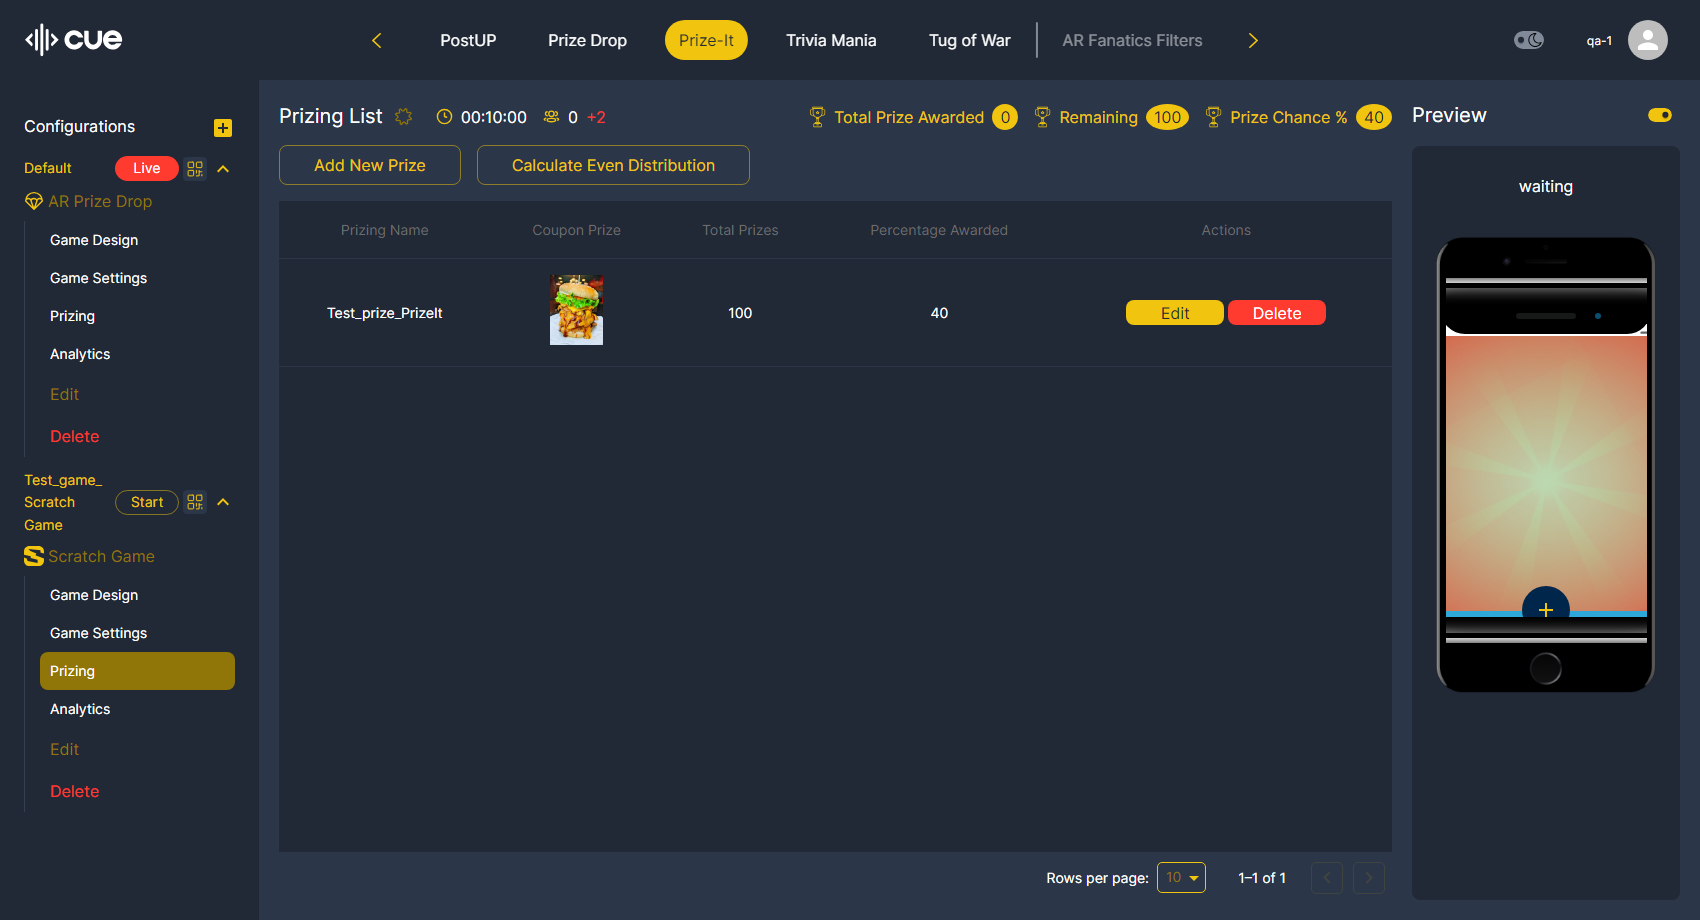 cue
PostUP
Prize Drop
Prize-It
Trivia Mania
Tug of War
AR Fanatics Filters
qa-1
Configurations
Default
Live
AR Prize Drop
Game Design
Game Settings
Prizing
Analytics
Edit
Delete
Test_game_
Scratch
Game
Start
Scratch Game
Game Design
Game Settings
Prizing
Analytics
Edit
Delete
Prizing List
00:10:00
0 +2
Total Prize Awarded 0
Remaining 100
Prize Chance % 40
Add New Prize
Calculate Even Distribution
Prizing Name
Coupon Prize
Total Prizes
Percentage Awarded
Actions
Test_prize_PrizeIt
100
40
Edit
Delete
Rows per page: 10
1–1 of 1
Preview
waiting